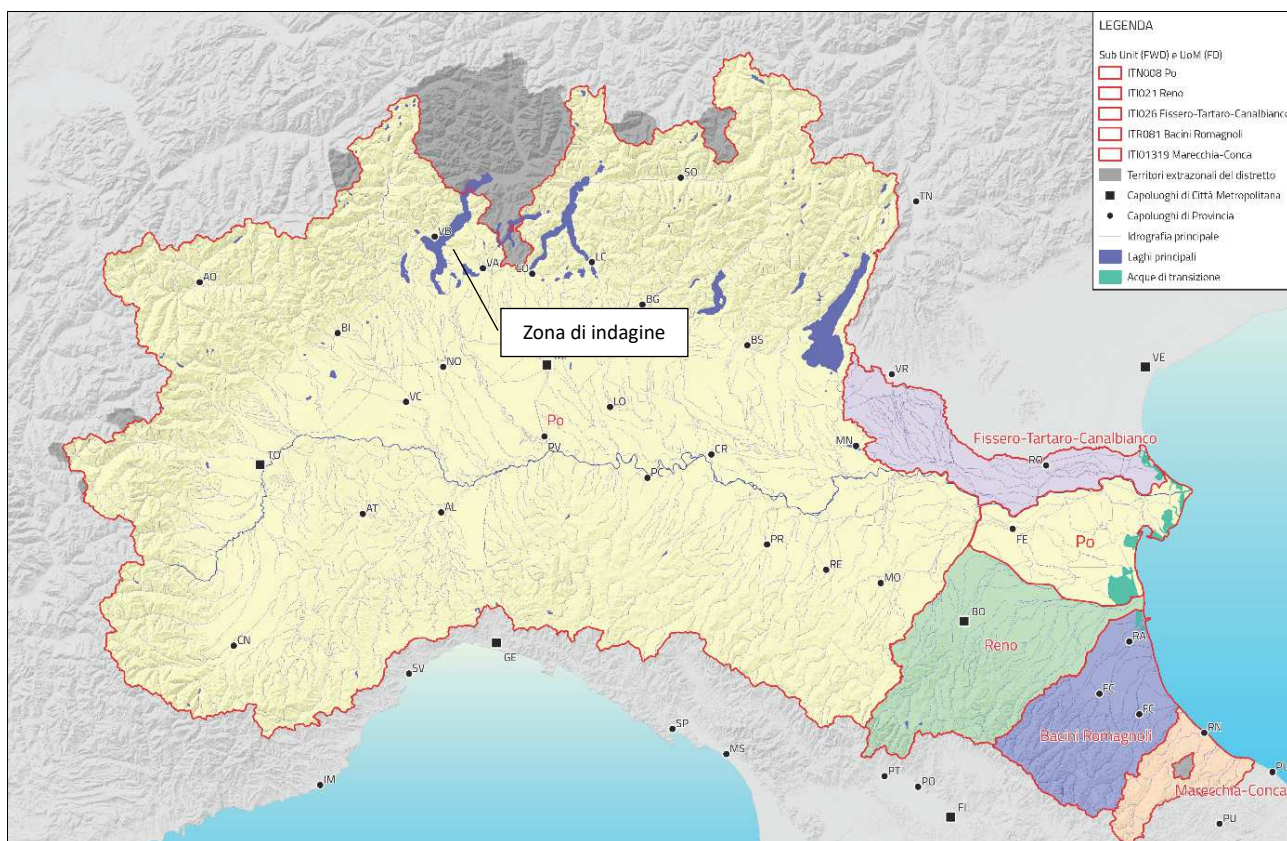 LEGENDA
Sub Unit (FWD) e UoM (FD)
ITN008 Po
ITI021 Reno
ITI026 Fissero-Tartaro-Canalbianco
ITR081 Bacini Romagnoli
ITI01319 Marecchia-Conca
Territori extrazonali del distretto
Capoluoghi di Città Metropolitana
Capoluoghi di Provincia
Idrografia principale
Laghi principali
Acque di transizione
SO
TN
VB
VA
CO
LC
AO
BG
Zona di indagine
BI
BS
NO
VE
VR
VC
LO
Po
MN
Fissero-Tartaro-Canalbianco
PV
CR
TO
RO
PC
AT
AL
FE
Po
PR
RE
MO
BO
Reno
RA
CN
GE
SV
FC
FC
Bacini Romagnoli
RN
SP
MS
PT
PO
IM
Marecchia-Conca
FI
PU